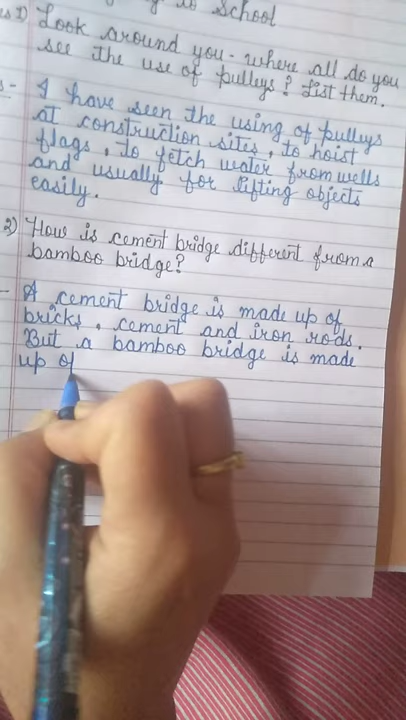 to School
1) Look around you - where all do you
see the use of pulleys? List them.
I have seen the using of pulleys
at construction sites, to hoist
flags, to fetch water from wells
and usually for lifting objects
easily.
2) How is cement bridge different from a
bamboo bridge?
A cement bridge is made up of
bricks, cement and iron rods.
But a bamboo bridge is made
up of